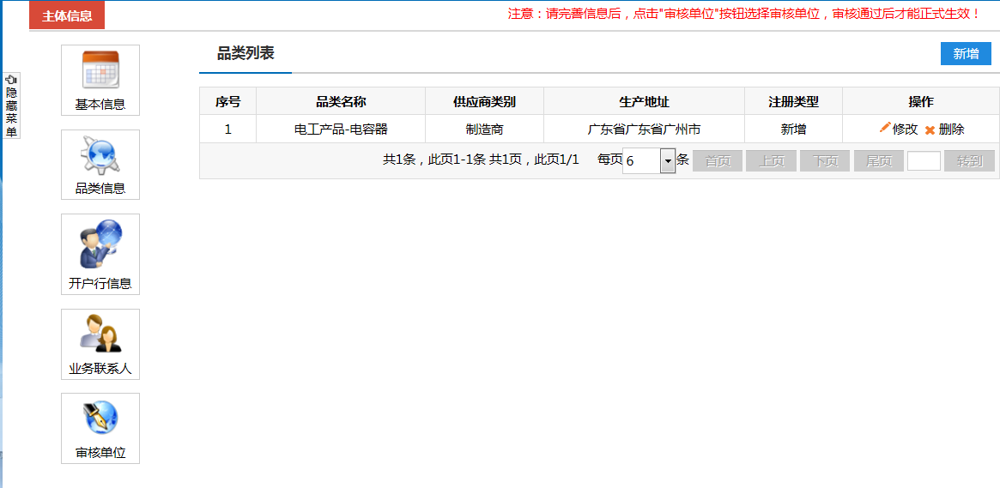 主体信息
注意：请完善信息后，点击"审核单位"按钮选择审核单位，审核通过后才能正式生效！
隐藏菜单
基本信息
品类信息
开户行信息
业务联系人
审核单位
品类列表
新增
序号 品类名称 供应商类别 生产地址 注册类型 操作
1 电工产品-电容器 制造商 广东省广东省广州市 新增 修改 删除
共1条，此页1-1条 共1页，此页1/1 每页 6 条 首页 上页 下页 尾页 转到